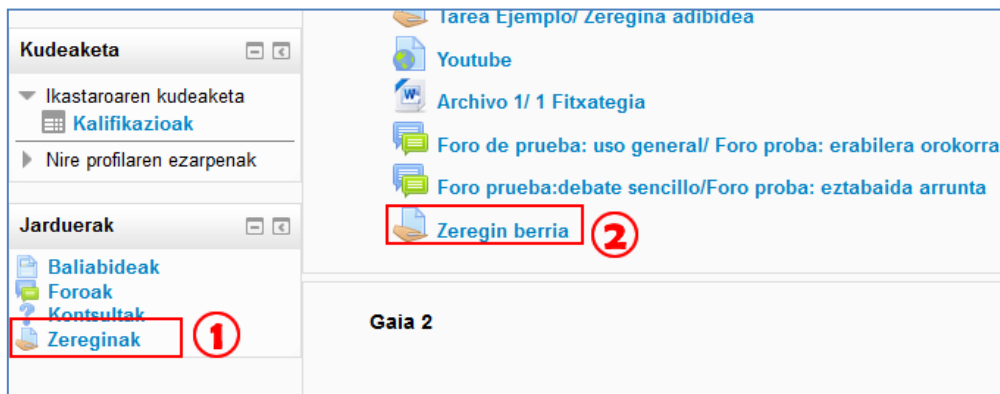 Kudeaketa
Ikastaroaren kudeaketa
Kalifikazioak
Nire profilaren ezarpenak
Jarduerak
Baliabideak
Foroak
Kontsultak
Zereginak
1
Tarea Ejemplo/ Zeregina adibidea
Youtube
Archivo 1/ 1 Fitxategia
Foro de prueba: uso general/ Foro proba: erabilera orokorra
Foro prueba:debate sencillo/Foro proba: eztabaida arrunta
Zeregin berria
2
Gaia 2